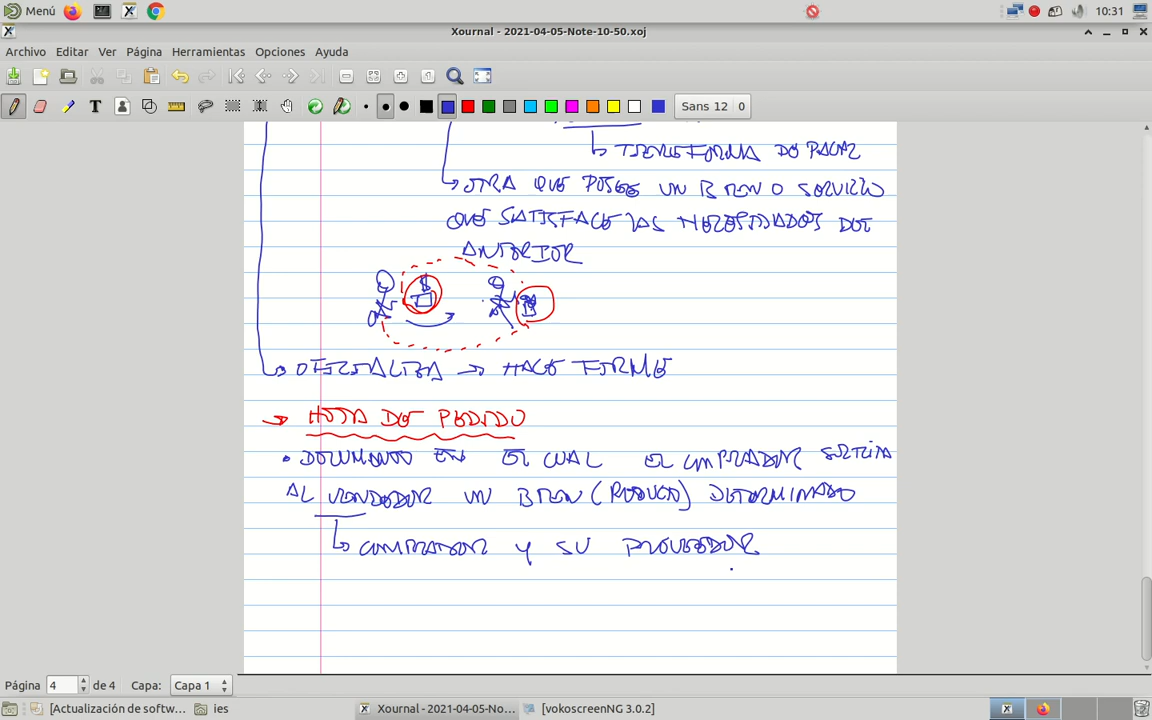 Menú 10:31
Xournal - 2021-04-05-Note-10-50.xoj
Archivo Editar Ver Página Herramientas Opciones Ayuda
Sans 12 0
TRANSFORMA DO PAGAR
OTRA QUE POSEE UN BIEN O SERVICIO
QUE SATISFACE LAS NECESIDADES DEL
ANTERIOR
$
OFICIALIZA → HACE FIRME
→ NOTA DE PEDIDO
• DOCUMENTO EN EL CUAL EL COMPRADOR SOLICITA
AL VENDEDOR UN BIEN (PRODUCTO) DETERMINADO
COMPRADOR Y SU PROVEEDOR
Página 4 de 4 Capa: Capa 1
[Actualización de softw... ies Xournal - 2021-04-05-No... [vokoscreenNG 3.0.2]